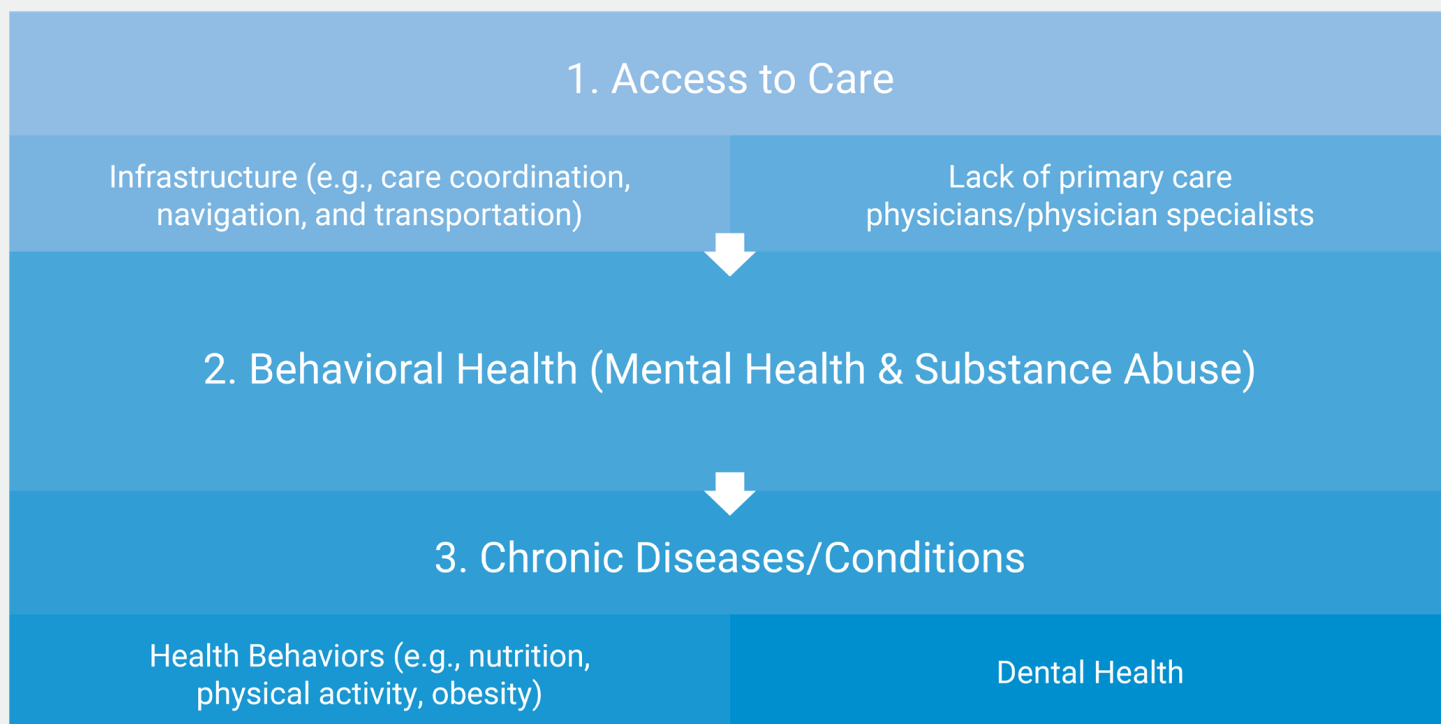 1. Access to Care
Infrastructure (e.g., care coordination,
navigation, and transportation)
Lack of primary care
physicians/physician specialists
2. Behavioral Health (Mental Health & Substance Abuse)
3. Chronic Diseases/Conditions
Health Behaviors (e.g., nutrition,
physical activity, obesity)
Dental Health